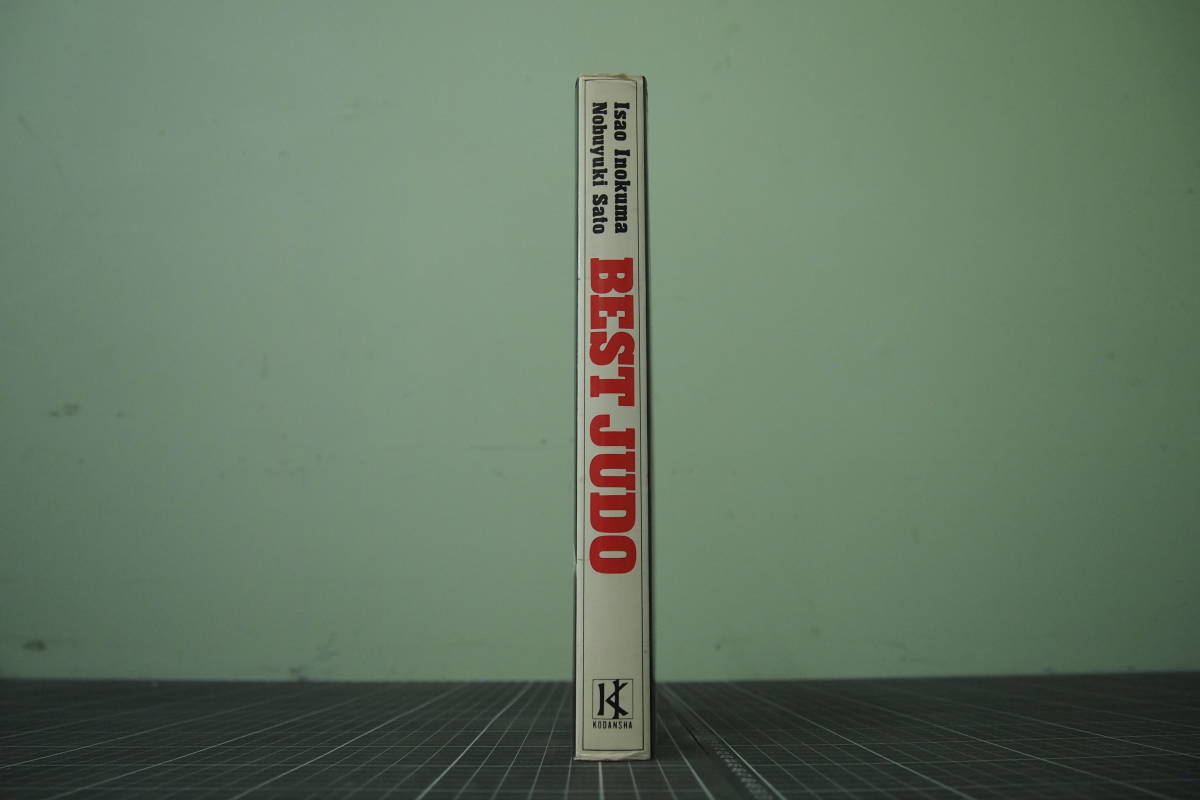 Isao Inokuma
Nobuyuki Sato
BEST JUDO
K
KODANSHA